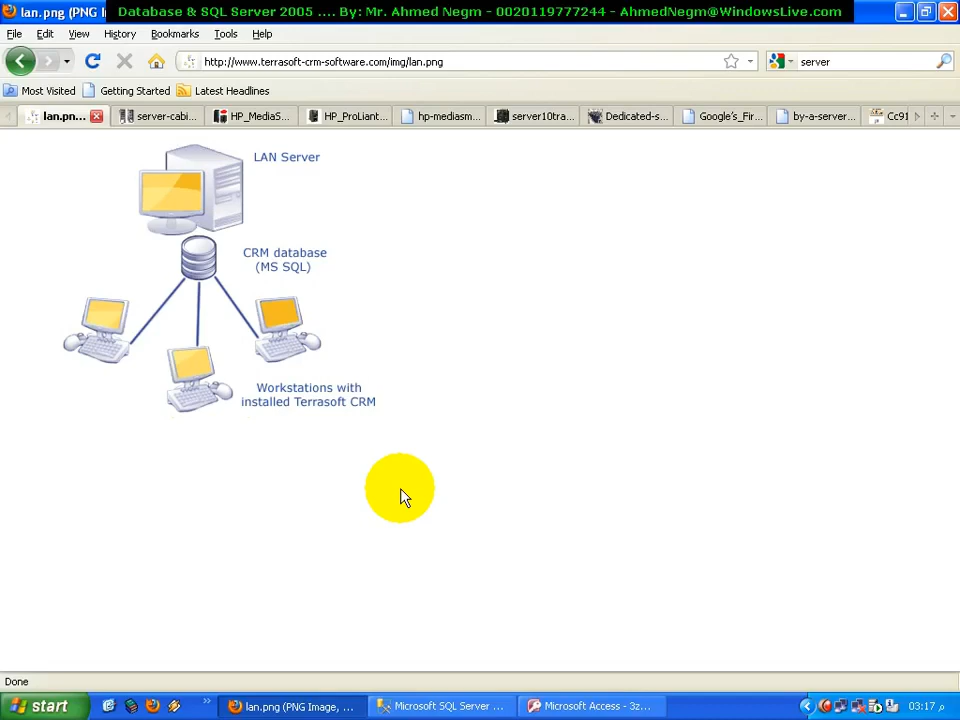 lan.png (PNG I
Database & SQL Server 2005 .... By: Mr. Ahmed Negm - 0020119777244 - AhmedNegm@WindowsLive.com
File Edit View History Bookmarks Tools Help
http://www.terrasoft-crm-software.com/img/lan.png
server
Most Visited Getting Started Latest Headlines
lan.pn... server-cabi... HP_MediaS... HP_ProLiant... hp-mediasm... server10tra... Dedicated-s... Google's_Fir... by-a-server... Cc91
LAN Server
CRM database
(MS SQL)
Workstations with
installed Terrasoft CRM
Done
start lan.png (PNG Image, ... Microsoft SQL Server ... Microsoft Access - 3z... 03:17 م